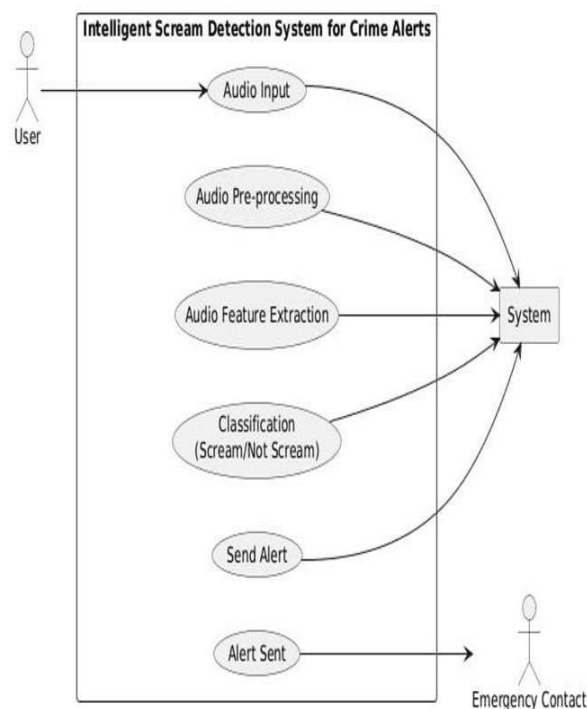 Intelligent Scream Detection System for Crime Alerts
User
Audio Input
Audio Pre-processing
Audio Feature Extraction
System
Classification
(Scream/Not Scream)
Send Alert
Alert Sent
Emergency Contact